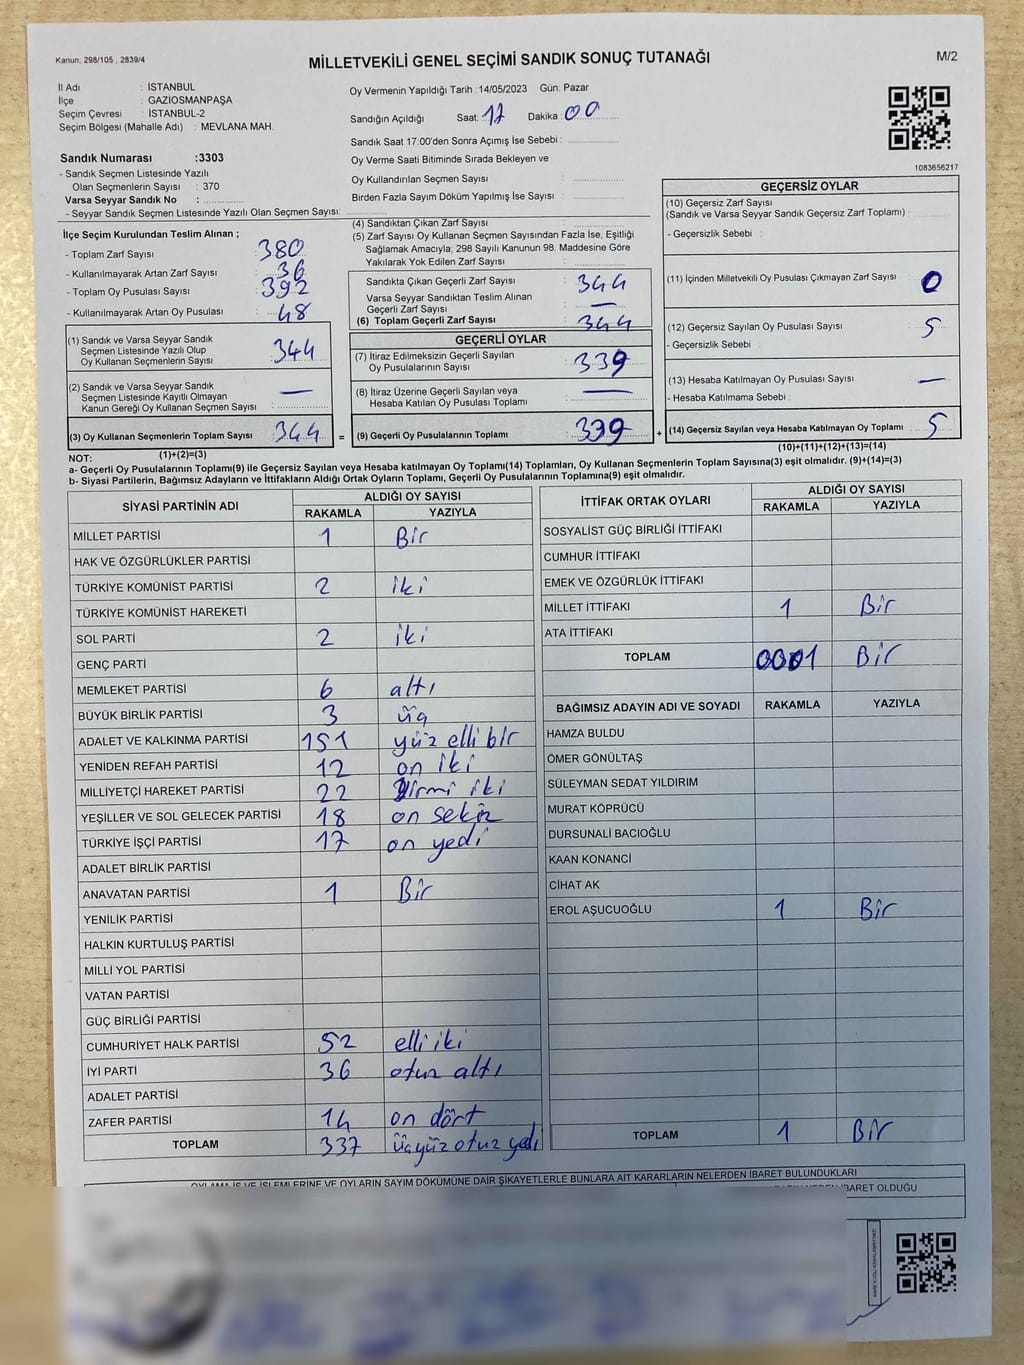 Kanun; 298/105 , 2839/4
MİLLETVEKİLİ GENEL SEÇİMİ SANDIK SONUÇ TUTANAĞI
M/2
İl Adı : İSTANBUL
İlçe : GAZİOSMANPAŞA
Seçim Çevresi : İSTANBUL-2
Seçim Bölgesi (Mahalle Adı) : MEVLANA MAH.
Oy Vermenin Yapıldığı Tarih :14/05/2023 Gün: Pazar
Sandığın Açıldığı Saat: 17 Dakika : 00
Sandık Saat 17:00'den Sonra Açımış İse Sebebi :
Oy Verme Saati Bitiminde Sırada Bekleyen ve
Oy Kullandırılan Seçmen Sayısı :
Birden Fazla Sayım Döküm Yapılmış İse Sayısı :
1083656217
Sandık Numarası :3303
- Sandık Seçmen Listesinde Yazılı
Olan Seçmenlerin Sayısı : 370
Varsa Seyyar Sandık No :
- Seyyar Sandık Seçmen Listesinde Yazılı Olan Seçmen Sayısı:
İlçe Seçim Kurulundan Teslim Alınan ;
- Toplam Zarf Sayısı : 380
- Kullanılmayarak Artan Zarf Sayısı : 36
- Toplam Oy Pusulası Sayısı : 392
- Kullanılmayarak Artan Oy Pusulası : 48
(4) Sandıktan Çıkan Zarf Sayısı :
(5) Zarf Sayısı Oy Kullanan Seçmen Sayısından Fazla İse, Eşitliği
Sağlamak Amacıyla; 298 Sayılı Kanunun 98. Maddesine Göre
Yakılarak Yok Edilen Zarf Sayısı :
Sandıkta Çıkan Geçerli Zarf Sayısı : 344
Varsa Seyyar Sandıktan Teslim Alınan
Geçerli Zarf Sayısı : —
(6) Toplam Geçerli Zarf Sayısı : 344
GEÇERSİZ OYLAR
(10) Geçersiz Zarf Sayısı
(Sandık ve Varsa Seyyar Sandık Geçersiz Zarf Toplamı) :
- Geçersizlik Sebebi :
(11) İçinden Milletvekili Oy Pusulası Çıkmayan Zarf Sayısı : 0
(12) Geçersiz Sayılan Oy Pusulası Sayısı : 5
- Geçersizlik Sebebi :
(13) Hesaba Katılmayan Oy Pusulası Sayısı : —
- Hesaba Katılmama Sebebi :
(14) Geçersiz Sayılan veya Hesaba Katılmayan Oy Toplamı : 5
(10)+(11)+(12)+(13)=(14)
(1) Sandık ve Varsa Seyyar Sandık
Seçmen Listesinde Yazılı Olup
Oy Kullanan Seçmenlerin Sayısı : 344
(2) Sandık ve Varsa Seyyar Sandık
Seçmen Listesinde Kayıtlı Olmayan
Kanun Gereği Oy Kullanan Seçmen Sayısı : —
(3) Oy Kullanan Seçmenlerin Toplam Sayısı : 344 =
(1)+(2)=(3)
GEÇERLİ OYLAR
(7) İtiraz Edilmeksizin Geçerli Sayılan
Oy Pusulalarının Sayısı : 339
(8) İtiraz Üzerine Geçerli Sayılan veya
Hesaba Katılan Oy Pusulası Toplamı : —
(9) Geçerli Oy Pusulalarının Toplamı : 339 +
NOT:
a- Geçerli Oy Pusulalarının Toplamı(9) ile Geçersiz Sayılan veya Hesaba katılmayan Oy Toplamı(14) Toplamları, Oy Kullanan Seçmenlerin Toplam Sayısına(3) eşit olmalıdır. (9)+(14)=(3)
b- Siyasi Partilerin, Bağımsız Adayların ve İttifakların Aldığı Ortak Oyların Toplamı, Geçerli Oy Pusulalarının Toplamına(9) eşit olmalıdır.
SİYASİ PARTİNİN ADI ALDIĞI OY SAYISI
RAKAMLA YAZIYLA
MİLLET PARTİSİ 1 Bir
HAK VE ÖZGÜRLÜKLER PARTİSİ
TÜRKİYE KOMÜNİST PARTİSİ 2 iki
TÜRKİYE KOMÜNİST HAREKETİ
SOL PARTİ 2 iki
GENÇ PARTİ
MEMLEKET PARTİSİ 6 altı
BÜYÜK BİRLİK PARTİSİ 3 üç
ADALET VE KALKINMA PARTİSİ 151 yüz elli bir
YENİDEN REFAH PARTİSİ 12 on iki
MİLLİYETÇİ HAREKET PARTİSİ 22 yirmi iki
YEŞİLLER VE SOL GELECEK PARTİSİ 18 on sekiz
TÜRKİYE İŞÇİ PARTİSİ 17 on yedi
ADALET BİRLİK PARTİSİ
ANAVATAN PARTİSİ 1 Bir
YENİLİK PARTİSİ
HALKIN KURTULUŞ PARTİSİ
MİLLİ YOL PARTİSİ
VATAN PARTİSİ
GÜÇ BİRLİĞİ PARTİSİ
CUMHURİYET HALK PARTİSİ 52 elli iki
İYİ PARTİ 36 otuz altı
ADALET PARTİSİ
ZAFER PARTİSİ 14 on dört
TOPLAM 337 üçyüz otuz yedi
İTTİFAK ORTAK OYLARI ALDIĞI OY SAYISI
RAKAMLA YAZIYLA
SOSYALİST GÜÇ BİRLİĞİ İTTİFAKI
CUMHUR İTTİFAKI
EMEK VE ÖZGÜRLÜK İTTİFAKI
MİLLET İTTİFAKI 1 Bir
ATA İTTİFAKI
TOPLAM 0001 Bir
BAĞIMSIZ ADAYIN ADI VE SOYADI RAKAMLA YAZIYLA
HAMZA BULDU
ÖMER GÖNÜLTAŞ
SÜLEYMAN SEDAT YILDIRIM
MURAT KÖPRÜCÜ
DURSUNALİ BACIOĞLU
KAAN KONANCİ
CİHAT AK
EROL AŞUCUOĞLU 1 Bir
TOPLAM 1 Bir
OYLAMA İŞ VE İŞLEMLERİNE VE OYLARIN SAYIM DÖKÜMÜNE DAİR ŞİKAYETLERLE BUNLARA AİT KARARLARIN NELERDEN İBARET BULUNDUKLARI
İBARET OLDUĞU